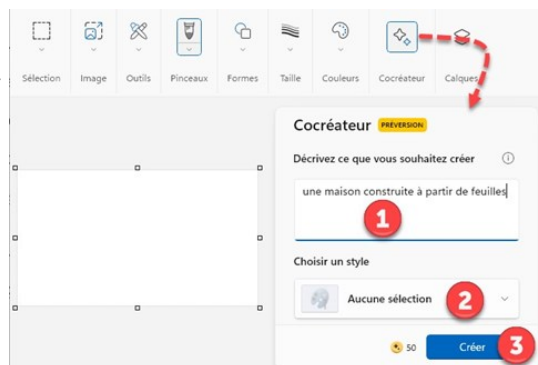 Sélection Image Outils Pinceaux Formes Taille Couleurs Cocréateur Calques
Cocréateur PRÉVERSION
Décrivez ce que vous souhaitez créer
une maison construite à partir de feuilles
1
Choisir un style
Aucune sélection 2
50 Créer 3